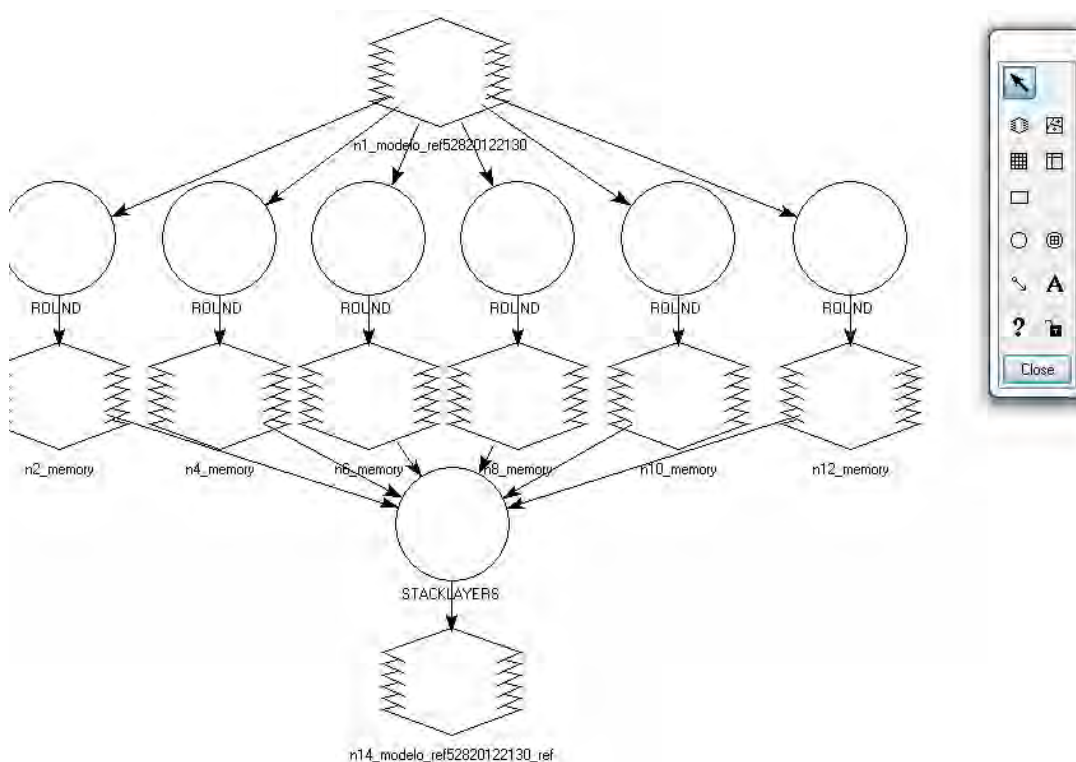 n1_modelo_ref52820122130
ROUND
ROUND
ROUND
ROUND
ROUND
ROUND
n2_memory
n4_memory
n6_memory
n8_memory
n10_memory
n12_memory
STACKLAYERS
n14_modelo_ref52820122130_ref
A
?
Close